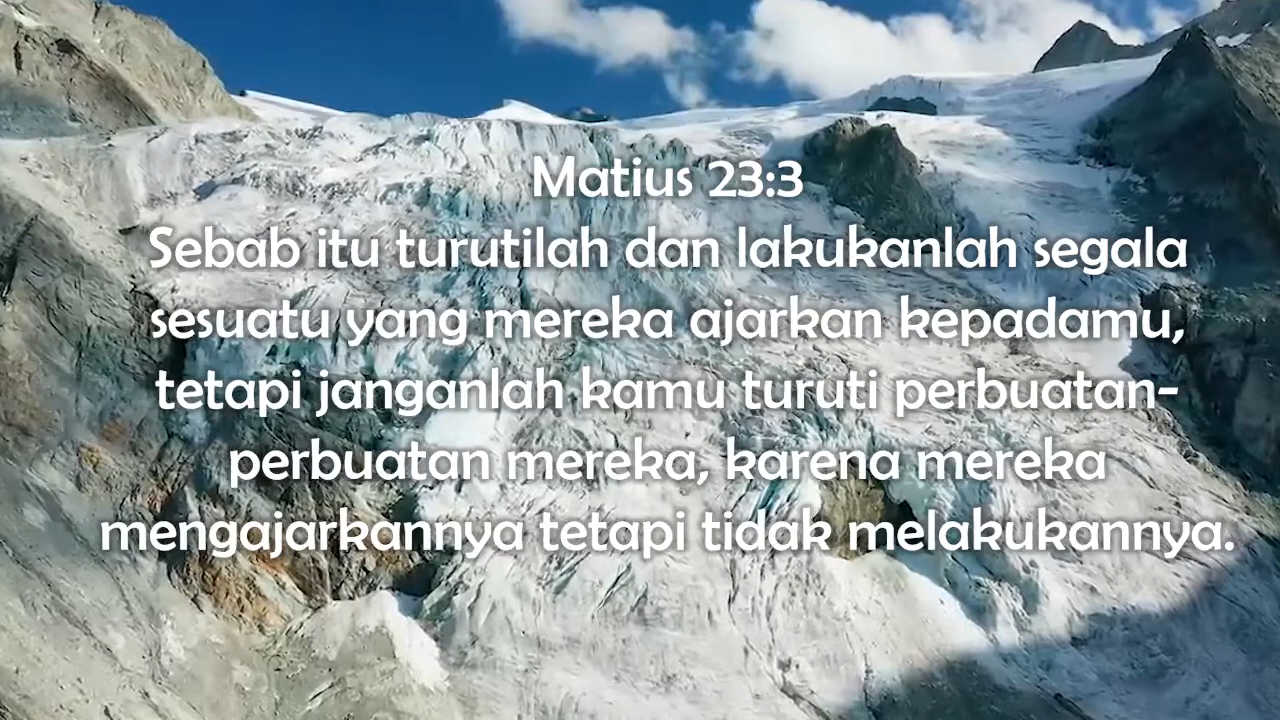 Matius 23:3
Sebab itu turutilah dan lakukanlah segala
sesuatu yang mereka ajarkan kepadamu,
tetapi janganlah kamu turuti perbuatan-
perbuatan mereka, karena mereka
mengajarkannya tetapi tidak melakukannya.